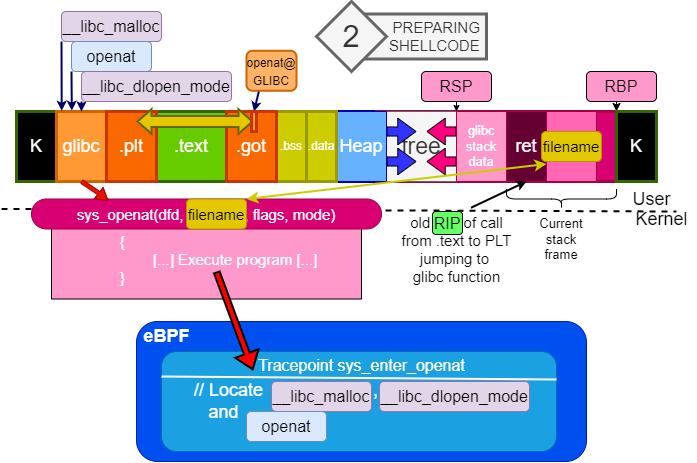 __libc_malloc
openat
__libc_dlopen_mode
2
PREPARING
SHELLCODE
openat@
GLIBC
RSP
RBP
K
glibc
.plt
.text
.got
.bss
.data
Heap
free
glibc
stack
data
ret
filename
K
User
Kernel
sys_openat(dfd, filename, flags, mode)
{
[...] Execute program [...]
}
old RIP of call
from .text to PLT
jumping to
glibc function
Current
stack
frame
eBPF
Tracepoint sys_enter_openat
// Locate __libc_malloc, __libc_dlopen_mode
and openat